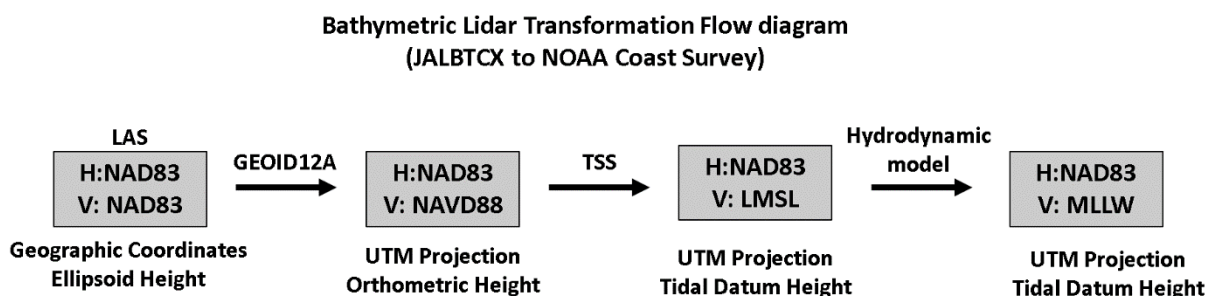 Bathymetric Lidar Transformation Flow diagram
(JALBTCX to NOAA Coast Survey)
LAS
H:NAD83
V: NAD83
Geographic Coordinates
Ellipsoid Height
GEOID12A
H:NAD83
V: NAVD88
UTM Projection
Orthometric Height
TSS
H:NAD83
V: LMSL
UTM Projection
Tidal Datum Height
Hydrodynamic
model
H:NAD83
V: MLLW
UTM Projection
Tidal Datum Height